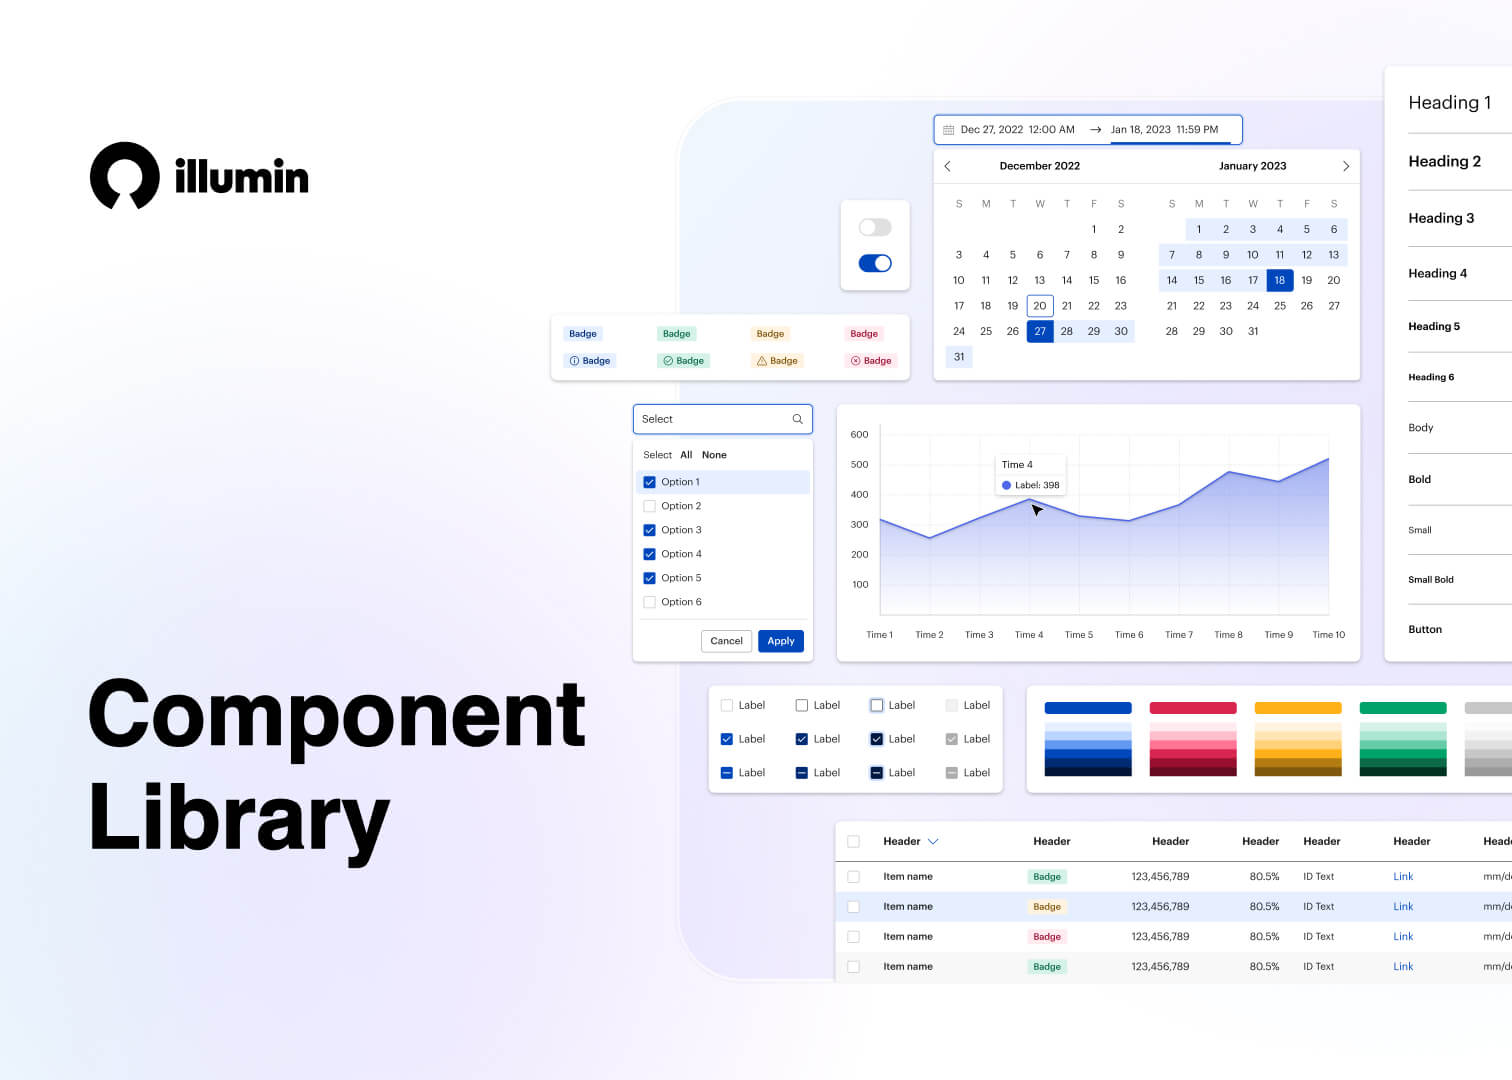 illumin
Component
Library
Dec 27, 2022 12:00 AM → Jan 18, 2023 11:59 PM
December 2022
S M T W T F S
1 2
3 4 5 6 7 8 9
10 11 12 13 14 15 16
17 18 19 20 21 22 23
24 25 26 27 28 29 30
31
January 2023
S M T W T F S
1 2 3 4 5 6
7 8 9 10 11 12 13
14 15 16 17 18 19 20
21 22 23 24 25 26 27
28 29 30 31
Badge Badge Badge Badge
Badge Badge Badge Badge
Select
Select All None
Option 1
Option 2
Option 3
Option 4
Option 5
Option 6
Cancel Apply
600
500
400
300
200
100
Time 4
Label: 398
Time 1 Time 2 Time 3 Time 4 Time 5 Time 6 Time 7 Time 8 Time 9 Time 10
Heading 1
Heading 2
Heading 3
Heading 4
Heading 5
Heading 6
Body
Bold
Small
Small Bold
Button
Label Label Label Label
Label Label Label Label
Label Label Label Label
Header Header Header Header Header Header
Item name Badge 123,456,789 80.5% ID Text Link
Item name Badge 123,456,789 80.5% ID Text Link
Item name Badge 123,456,789 80.5% ID Text Link
Item name Badge 123,456,789 80.5% ID Text Link